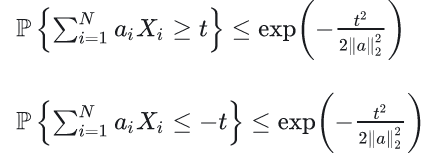 ℙ { ∑_{i=1}^{N} a_i X_i ≥ t } ≤ exp( − t² / 2‖a‖₂² )
ℙ { ∑_{i=1}^{N} a_i X_i ≤ −t } ≤ exp( − t² / 2‖a‖₂² )